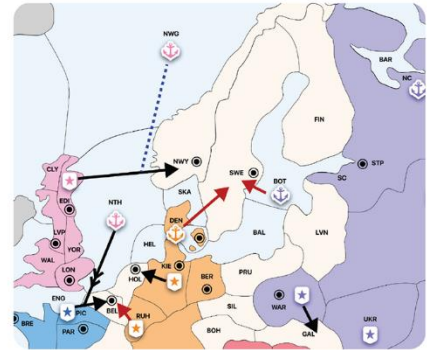 NWG
BAR
NC
FIN
CLY
NWY
SWE
STP
SC
EDI
SKA
BOT
NTH
LVP
YOR
DEN
WAL
HEL
BAL
LVN
LON
KIE
HOL
BER
PRU
ENG
PIC
BEL
RUH
SIL
WAR
UKR
BRE
PAR
BOH
GAL